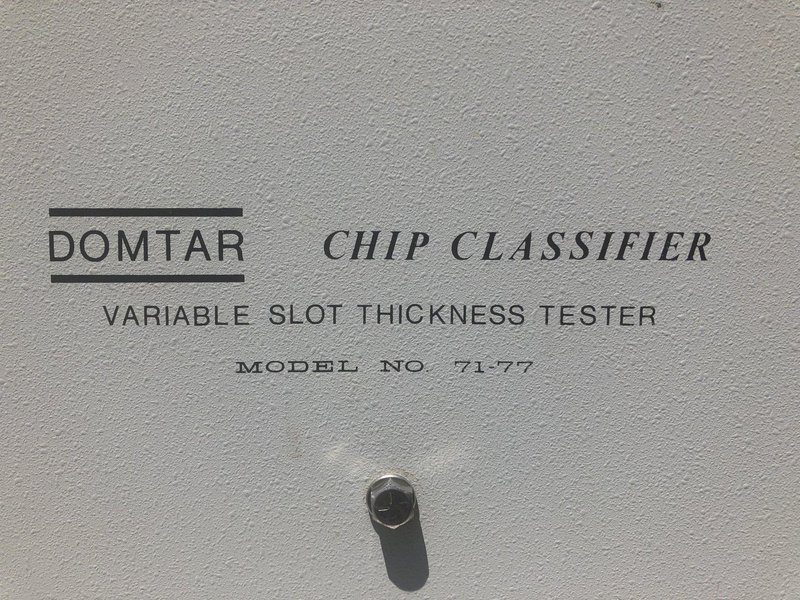 DOMTAR CHIP CLASSIFIER
VARIABLE SLOT THICKNESS TESTER
MODEL NO. 71-77